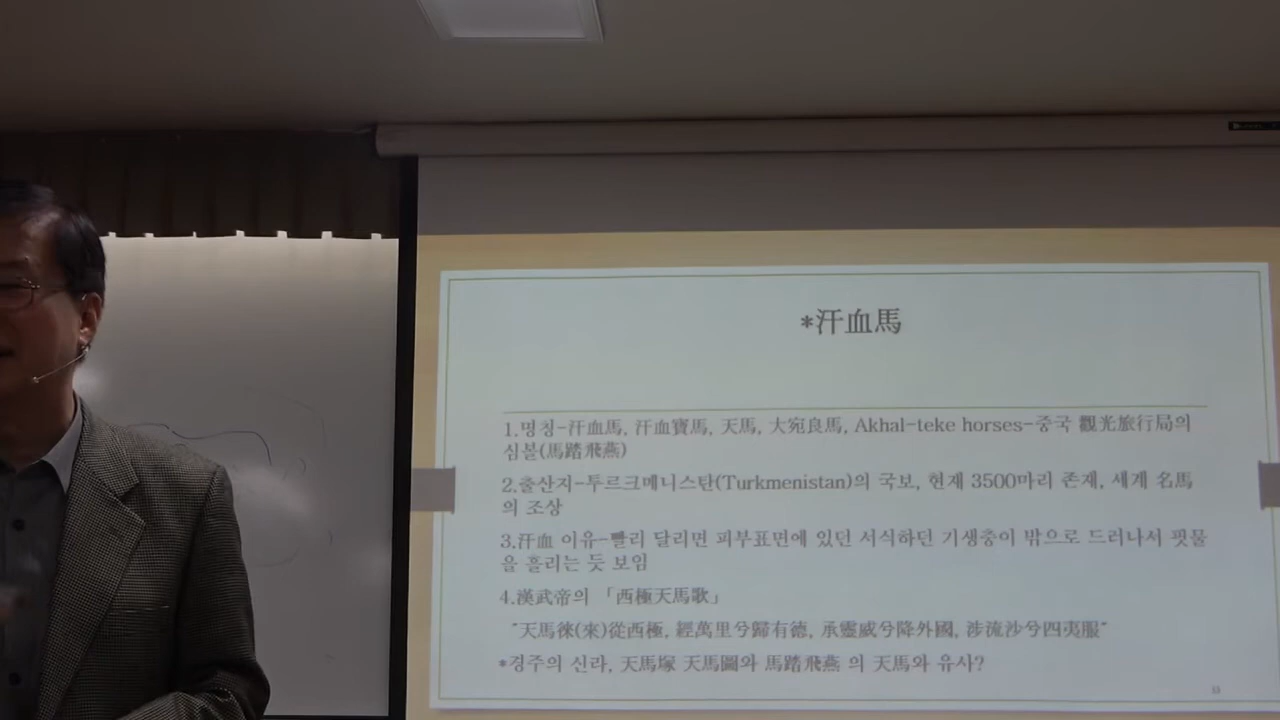 *汗血馬
1.명칭-汗血馬, 汗血寶馬, 天馬, 大宛良馬, Akhal-teke horses-중국 觀光旅行局의
심볼(馬踏飛燕)
2.출산지-투르크메니스탄(Turkmenistan)의 국보, 현재 3500마리 존재, 세계 名馬
의 조상
3.汗血 이유-빨리 달리면 피부표면에 있던 서식하던 기생충이 밖으로 드러나서 핏물
을 흘리는 듯 보임
4.漢武帝의 「西極天馬歌」
"天馬徠(來)從西極, 經萬里兮歸有德, 承靈威兮降外國, 涉流沙兮四夷服"
*경주의 신라, 天馬塚 天馬圖와 馬踏飛燕 의 天馬와 유사?